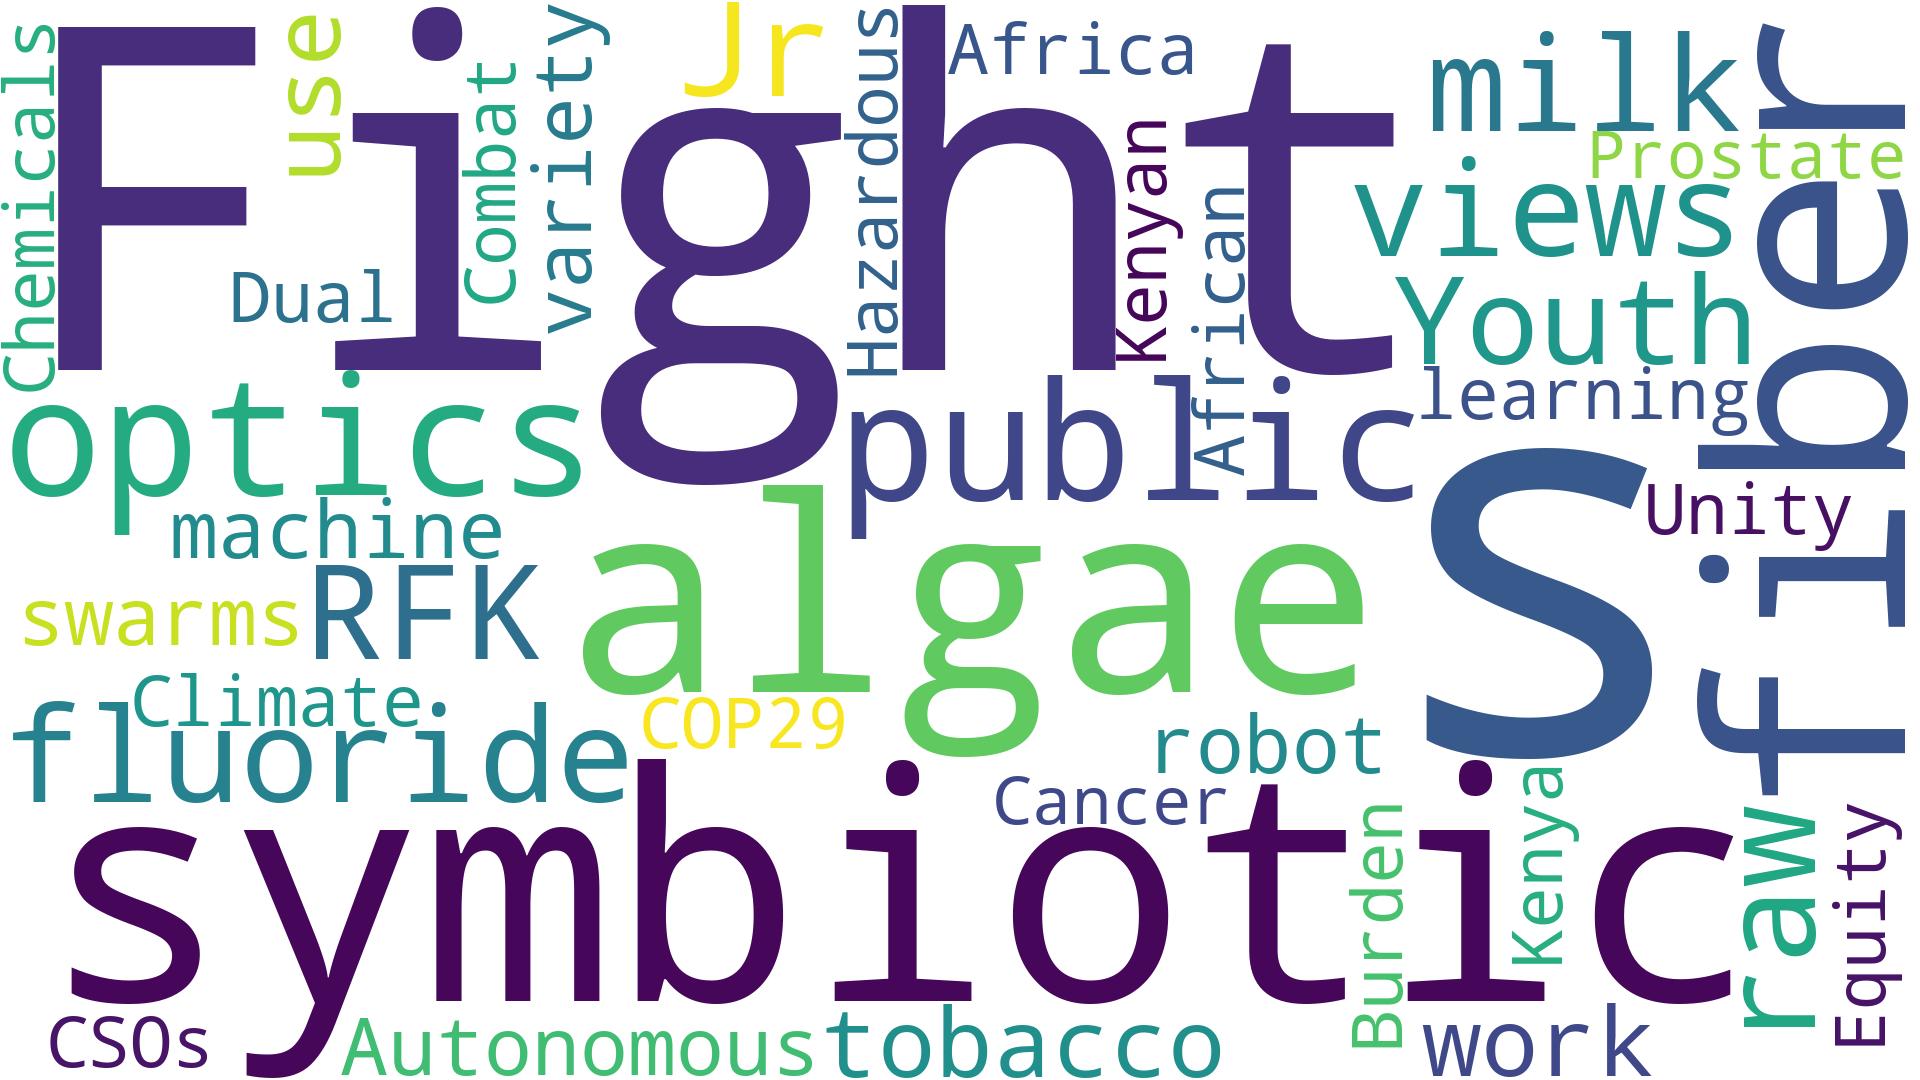 Fight
Chemicals
use
Combat
variety
Jr
Hazardous
Africa
Kenyan
African
milk
Prostate
views
Youth
learning
fiber
Dual
optics
public
Unity
machine
RFK
swarms
algae
S
Climate
COP29
fluoride
robot
Cancer
symbiotic
Burden
Kenya
raw
Equity
CSOs
Autonomous
tobacco
work